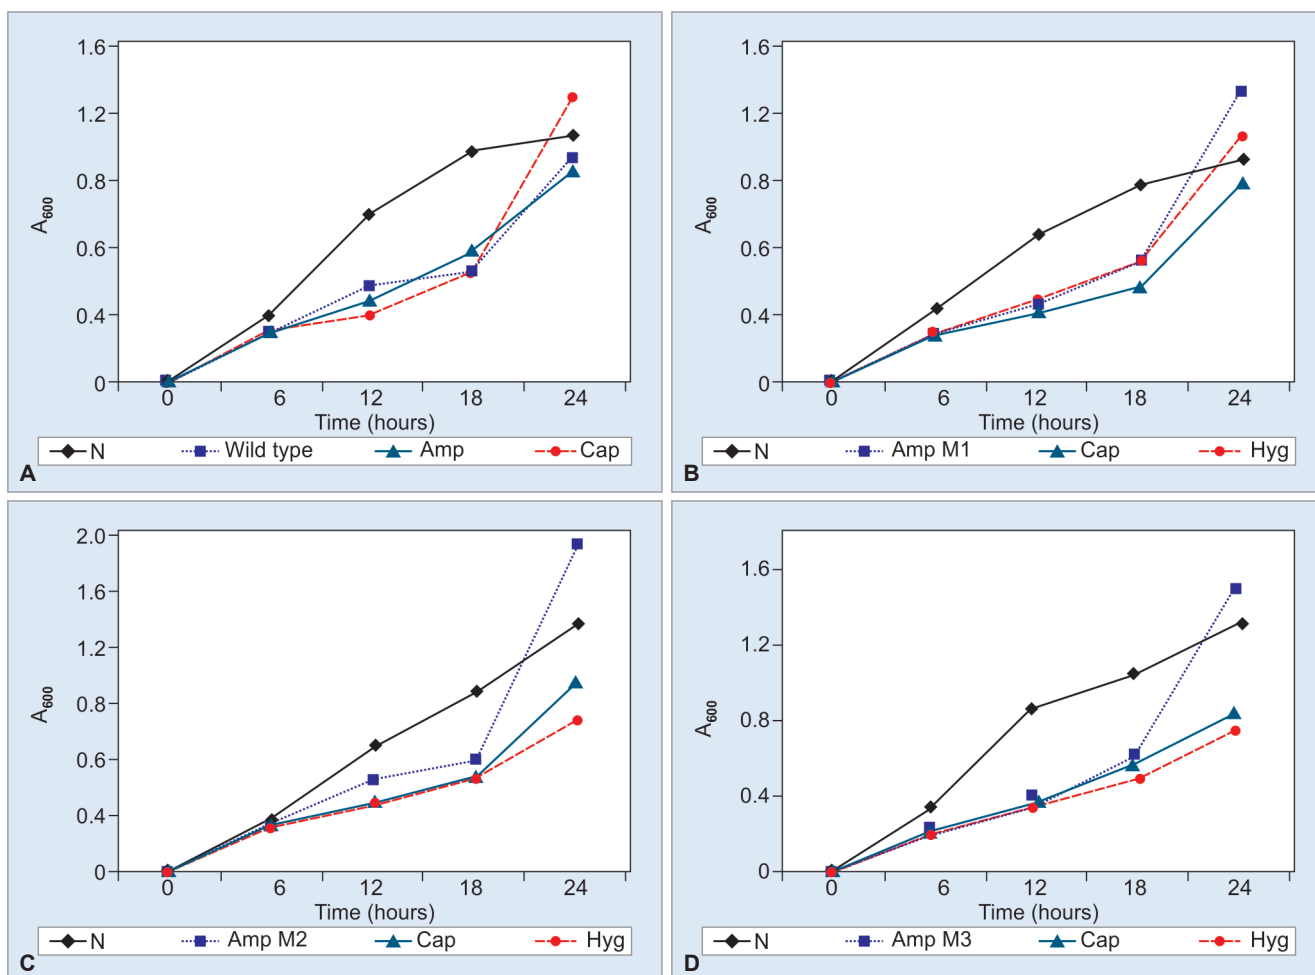 1.6
1.2
0.8
0.6
0.4
0
A600
0 6 12 18 24
Time (hours)
N Wild type Amp Cap
A
1.6
1.2
0.8
0.6
0.4
0
A600
0 6 12 18 24
Time (hours)
N Amp M1 Cap Hyg
B
2.0
1.6
1.2
0.8
0.6
0.4
0
A600
0 6 12 18 24
Time (hours)
N Amp M2 Cap Hyg
C
1.6
1.2
0.8
0.4
0
A600
0 6 12 18 24
Time (hours)
N Amp M3 Cap Hyg
D